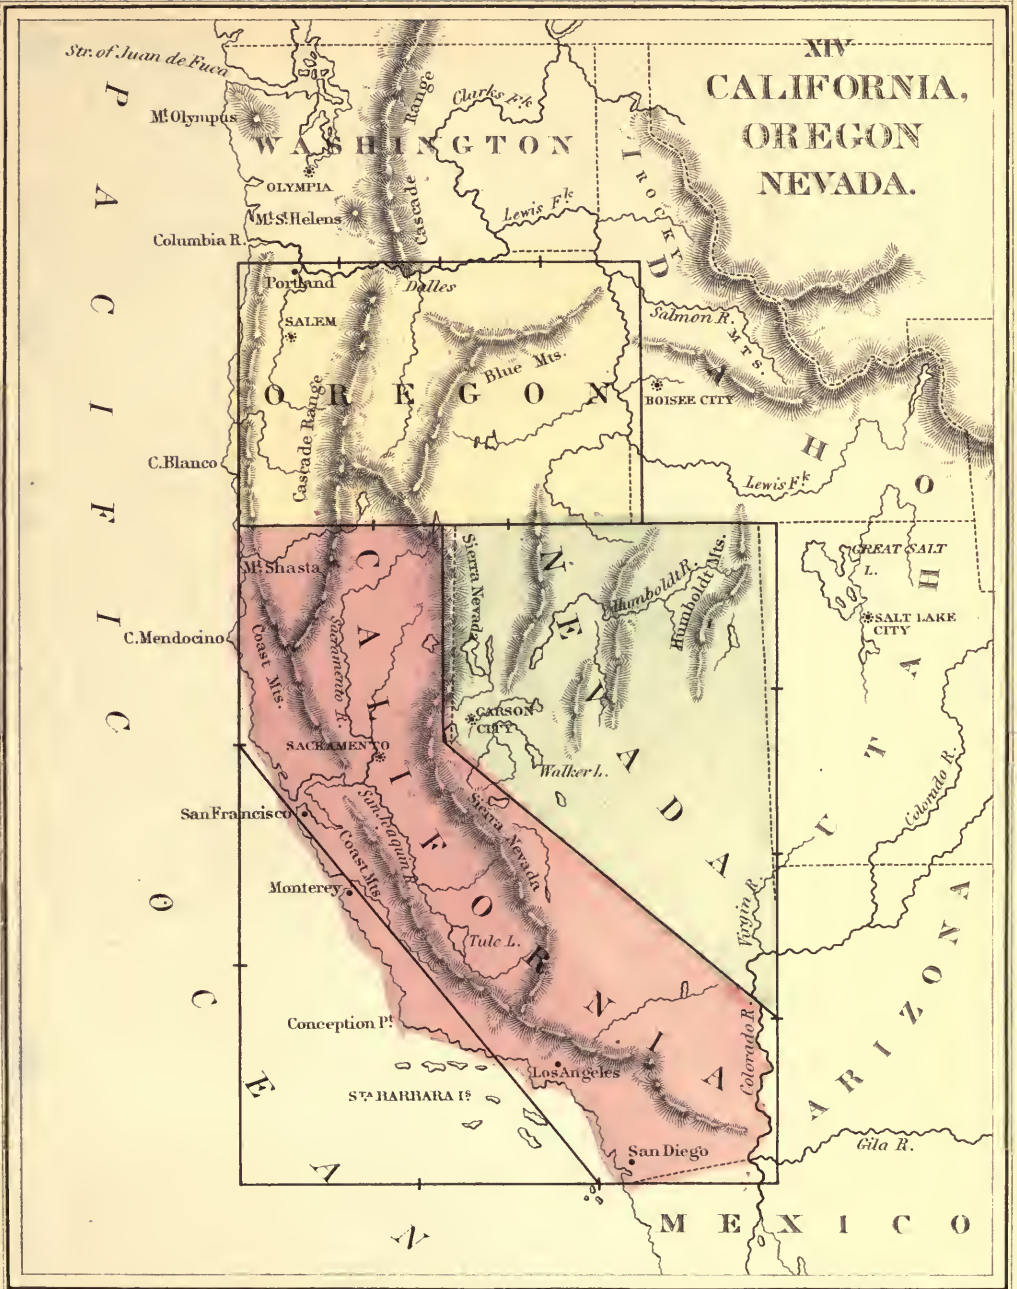 XIV
CALIFORNIA,
OREGON
NEVADA.
Str. of Juan de Fuca
Mt. Olympus
WASHINGTON
Cascade Range
Clarks Fk.
OLYMPIA
Mt. St. Helens
Lewis Fk.
Columbia R.
ROCKY MTS.
IDAHO
PACIFIC OCEAN
Portland
Dalles
SALEM
Blue Mts.
Salmon R.
OREGON
Cascade Range
BOISEE CITY
C. Blanco
Lewis Fk.
Mt. Shasta
Sierra Nevada
Humboldt R.
Humboldt Mts.
GREAT SALT
L.
SALT LAKE
CITY
C. Mendocino
Coast Mts.
Sacramento R.
CALIFORNIA
NEVADA
UTAH
CARSON
CITY
SACRAMENTO
Walker L.
Colorado R.
San Francisco
San Joaquin R.
Coast Mts.
Sierra Nevada
Monterey
Tule L.
Virgin R.
ARIZONA
Conception Pt.
Colorado R.
Los Angeles
STA. BARBARA Is.
San Diego
Gila R.
MEXICO